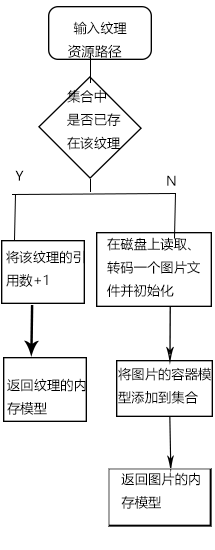 输入纹理
资源路径
集合中
是否已存
在该纹理
Y
N
将该纹理的引
用数+1
在磁盘上读取、
转码一个图片文
件并初始化
返回纹理的内
存模型
将图片的容器模
型添加到集合
返回图片的内
存模型